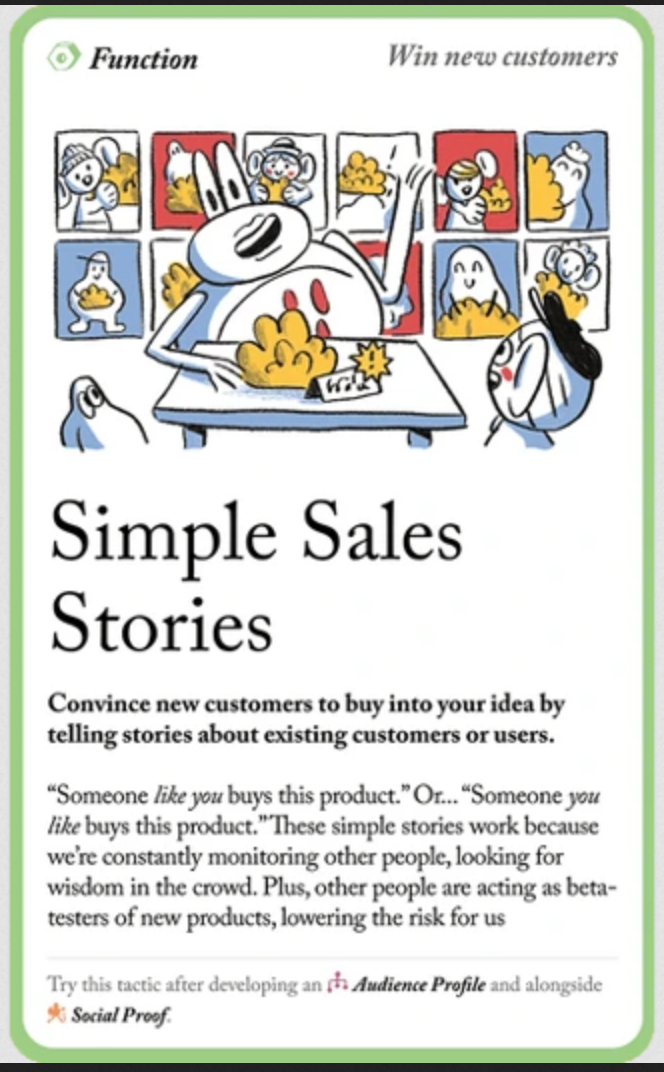 Function
Win new customers
Simple Sales
Stories
Convince new customers to buy into your idea by
telling stories about existing customers or users.
“Someone like you buys this product.” Or... “Someone you
like buys this product.” These simple stories work because
we’re constantly monitoring other people, looking for
wisdom in the crowd. Plus, other people are acting as beta-
testers of new products, lowering the risk for us
Try this tactic after developing an Audience Profile and alongside
Social Proof.